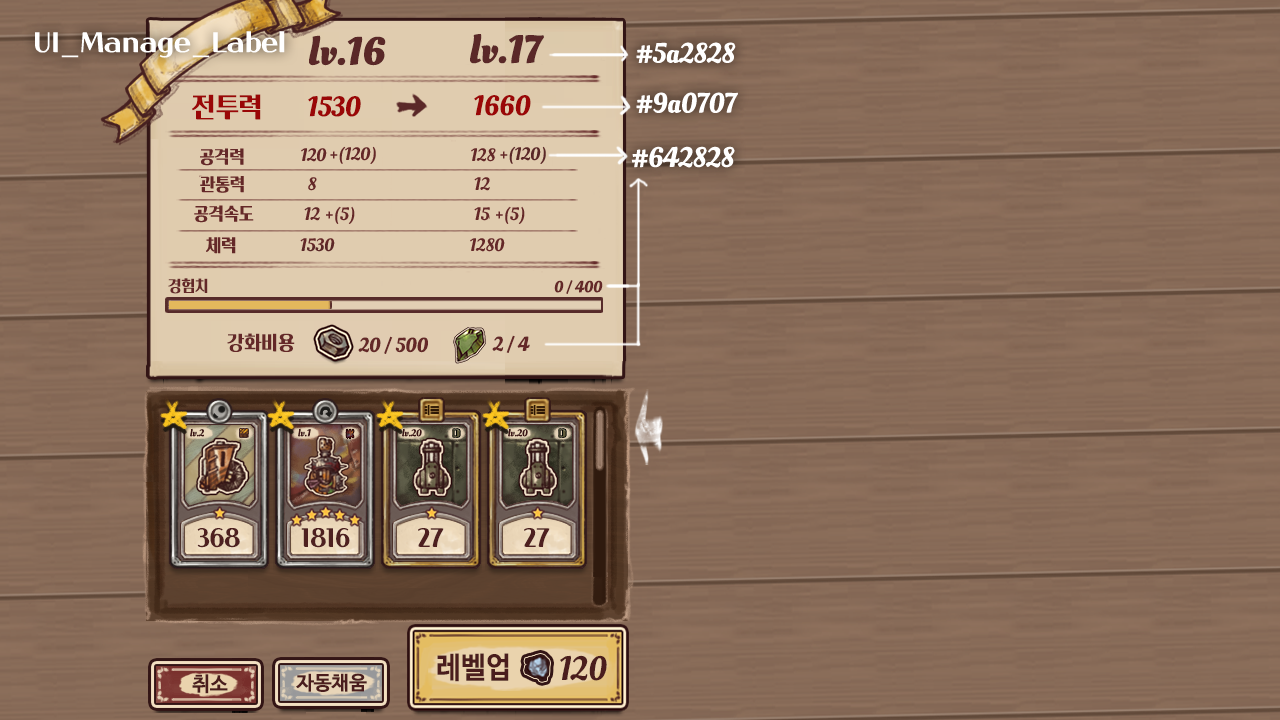 UI_Manage_Label
lv.16 lv.17 #5a2828
전투력 1530 1660 #9a0707
공격력 120 +(120) 128 +(120) #642828
관통력 8 12
공격속도 12 +(5) 15 +(5)
체력 1530 1280
경험치 0 / 400
강화비용 20 / 500 2 / 4
lv.2 lv.1 lv.20 lv.20
368 1816 27 27
취소 자동채움 레벨업 120